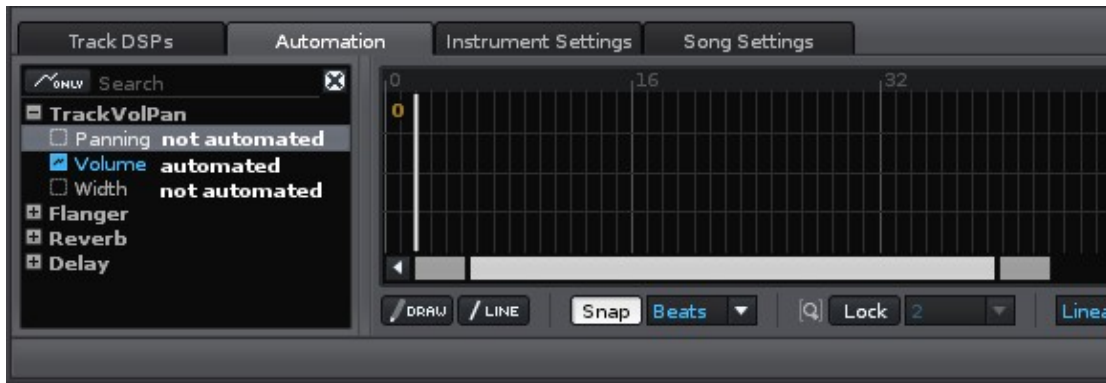 Track DSPs Automation Instrument Settings Song Settings
ONLY Search
TrackVolPan
Panning not automated
Volume automated
Width not automated
Flanger
Reverb
Delay
0 16 32
0
DRAW LINE Snap Beats Lock 2 Linea